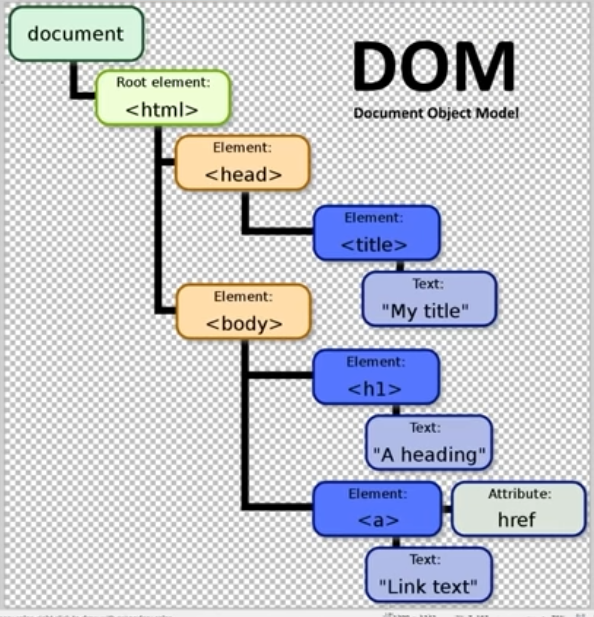 document
DOM
Document Object Model
Root element:
<html>
Element:
<head>
Element:
<title>
Text:
"My title"
Element:
<body>
Element:
<h1>
Text:
"A heading"
Element:
<a>
Attribute:
href
Text:
"Link text"